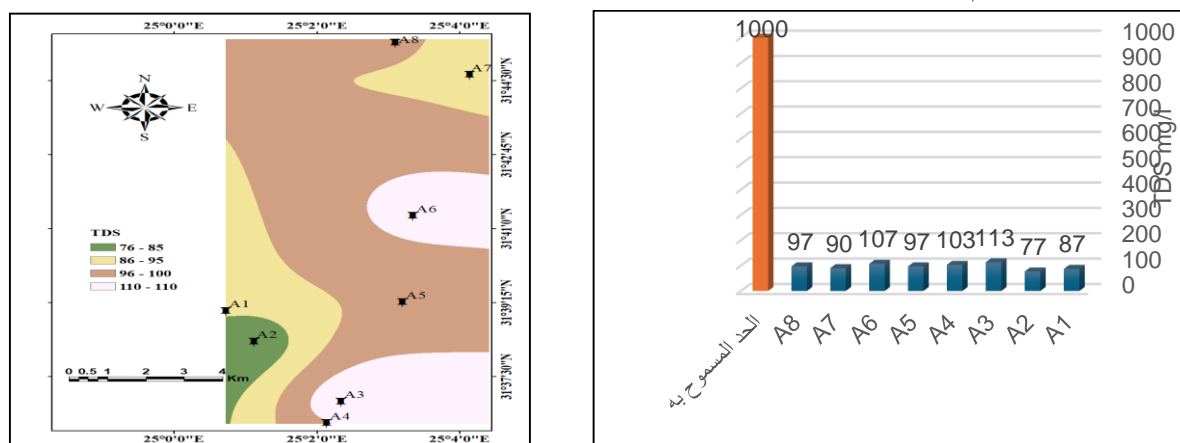 25°0'0"E 25°2'0"E 25°4'0"E
A8
A7
31°44'30"N
N
W E
S
31°42'45"N
A6
31°41'0"N
TDS
76 - 85
86 - 95
96 - 100
110 - 110
A5
31°39'15"N
A1
A2
0 0.5 1 2 3 4
Km
31°37'30"N
A3
A4
25°0'0"E 25°2'0"E 25°4'0"E
1000
1000
900
800
700
600
500
400
300
200
100
0
TDS mg/l
97 90 107 97 103 113 77 87
الحد المسموح به A8 A7 A6 A5 A4 A3 A2 A1